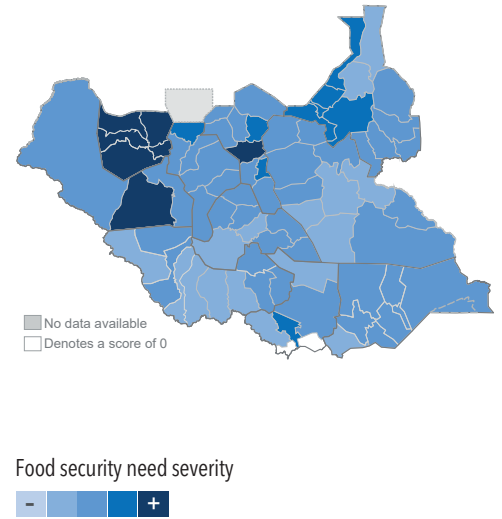 No data available
Denotes a score of 0
Food security need severity
- +